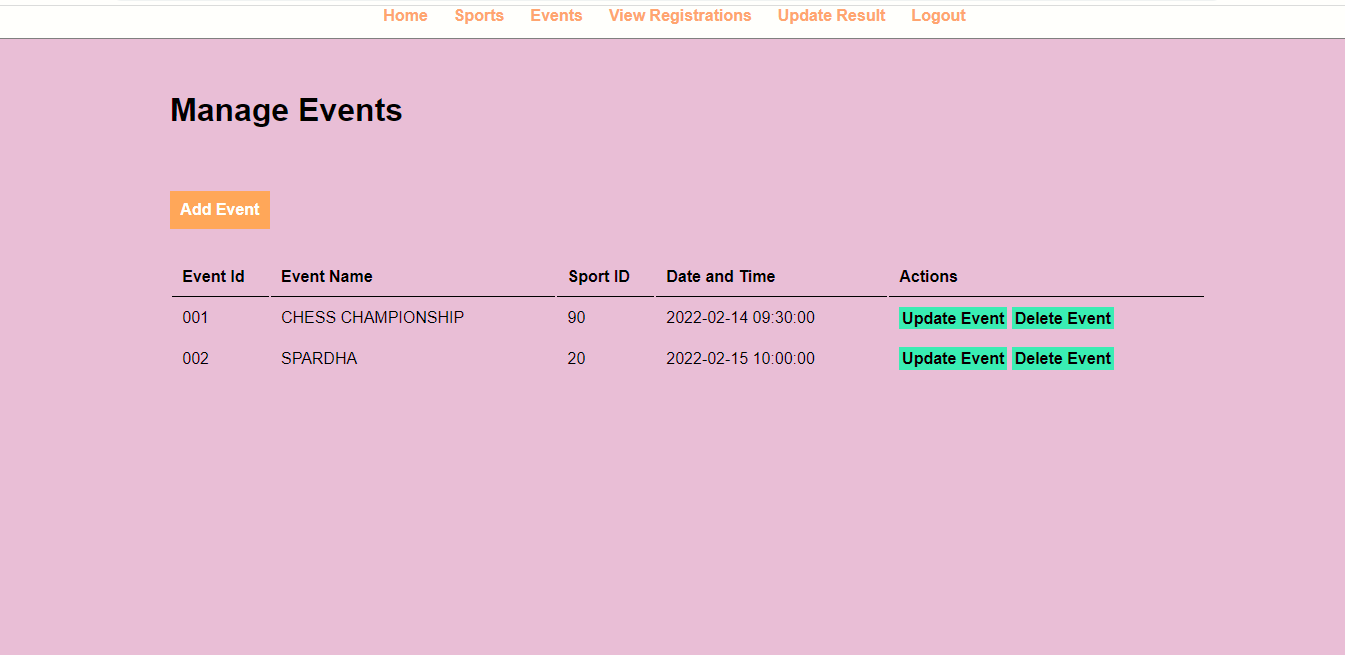 Home Sports Events View Registrations Update Result Logout
Manage Events
Add Event
Event Id Event Name Sport ID Date and Time Actions
001 CHESS CHAMPIONSHIP 90 2022-02-14 09:30:00 Update Event Delete Event
002 SPARDHA 20 2022-02-15 10:00:00 Update Event Delete Event